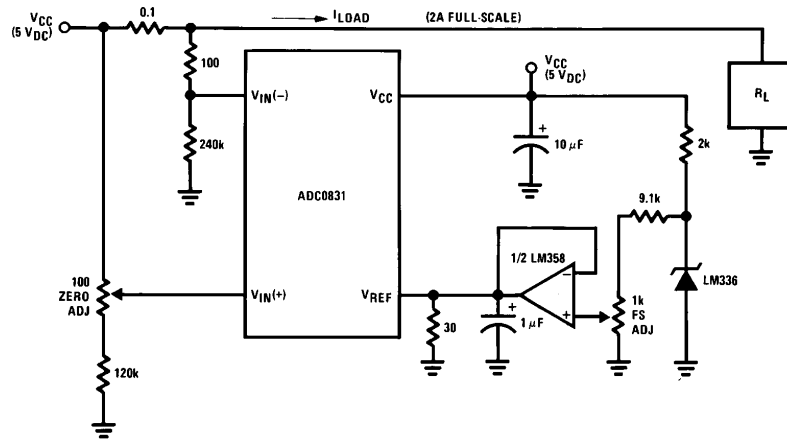 VCC
(5 VDC)
0.1
ILOAD
(2A FULL-SCALE)
100
VIN(−)
240k
VCC
VCC
(5 VDC)
10 μF
RL
2k
ADC0831
9.1k
1/2 LM358
−
+
LM336
100
ZERO
ADJ
VIN(+)
VREF
30
+
1 μF
1k
FS
ADJ
120k
+